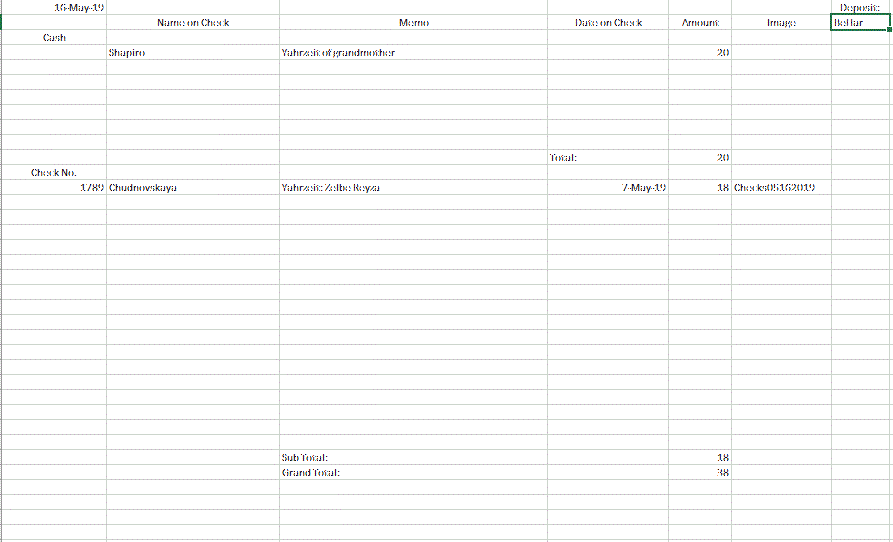 16-May-19 Deposit:
Name on Check Memo Date on Check Amount Image Bettar
Cash
Shapiro Yahrzeit of grandmother 20
Total: 20
Check No.
1789 Chudnovskaya Yahrzeit: Zelbe Reyza 7-May-19 18 Checks05162019
Sub Total: 18
Grand Total: 38